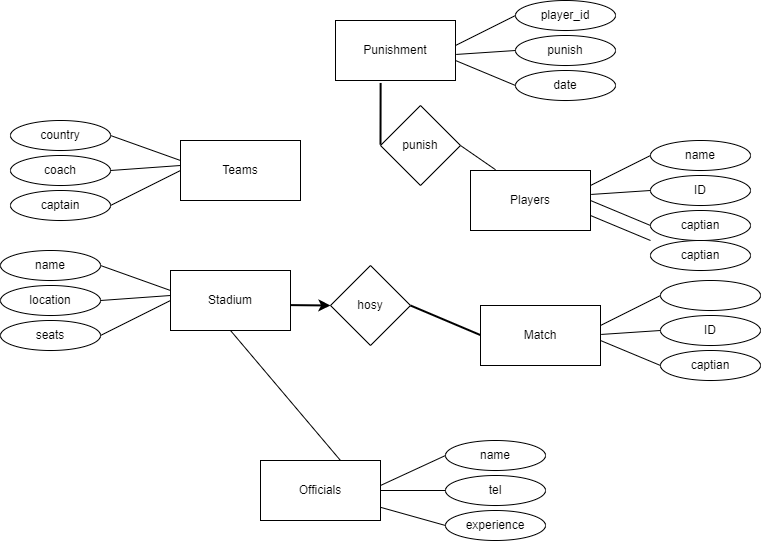 player_id
Punishment
punish
date
country
punish
coach
Teams
name
captain
Players
ID
captian
captian
name
Stadium
location
hosy
seats
Match
ID
captian
name
Officials
tel
experience